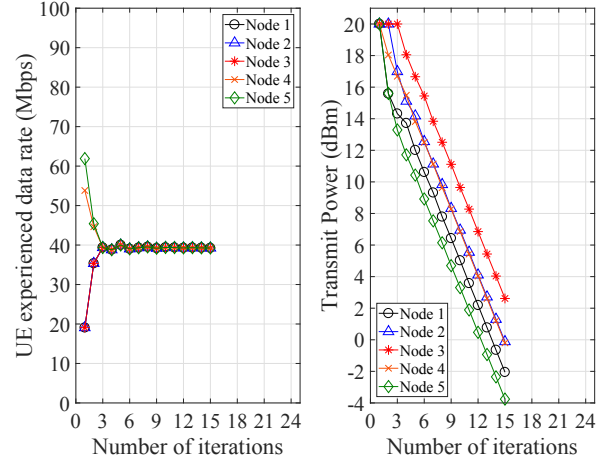 UE experienced data rate (Mbps)
100
90
80
70
60
50
40
30
20
10
0
Node 1
Node 2
Node 3
Node 4
Node 5
0 3 6 9 12 15 18 21 24
Number of iterations
Transmit Power (dBm)
20
18
16
14
12
10
8
6
4
2
0
-2
-4
Node 1
Node 2
Node 3
Node 4
Node 5
0 3 6 9 12 15 18 21 24
Number of iterations